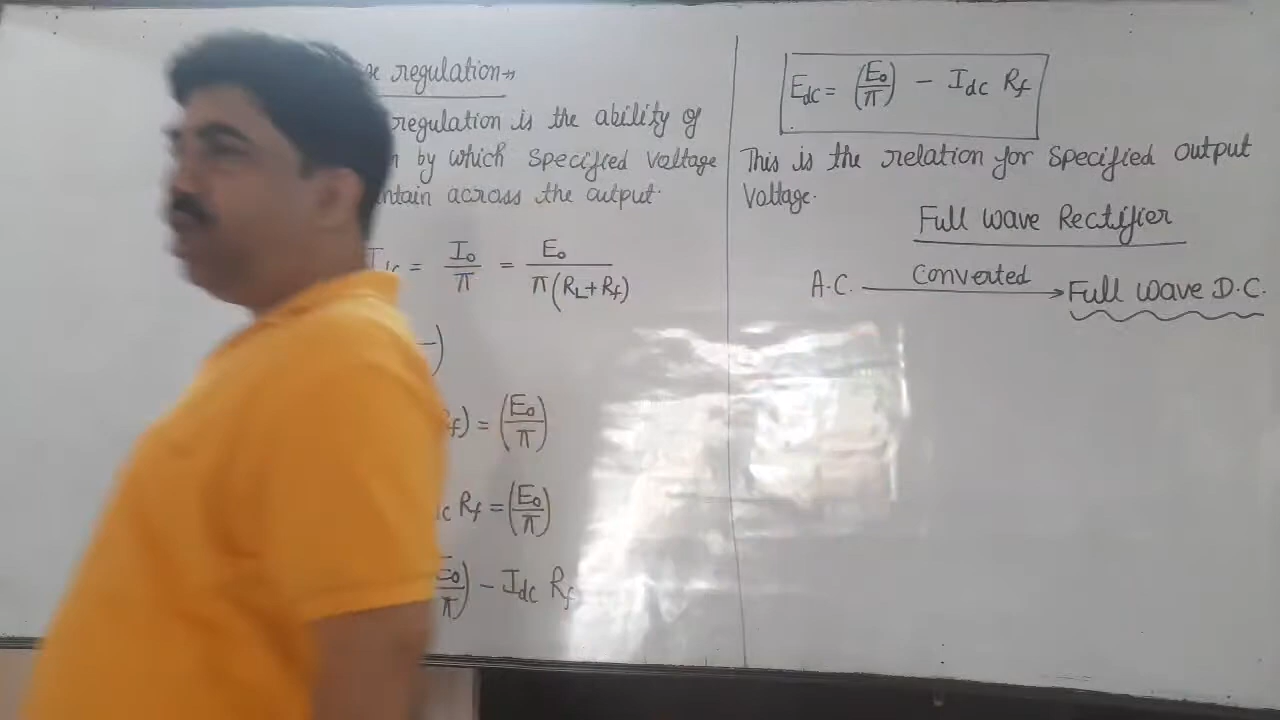 regulation
regulation is the ability of
by which specified voltage
across the output.
= I₀/π = E₀/π(R_L+R_f)
) = (E₀/π)
R_f = (E₀/π)
) - I_dc R_f
E_dc = (E₀/π) - I_dc R_f
This is the relation for specified output
voltage.
Full wave Rectifier
A.C. Converted → Full wave D.C.